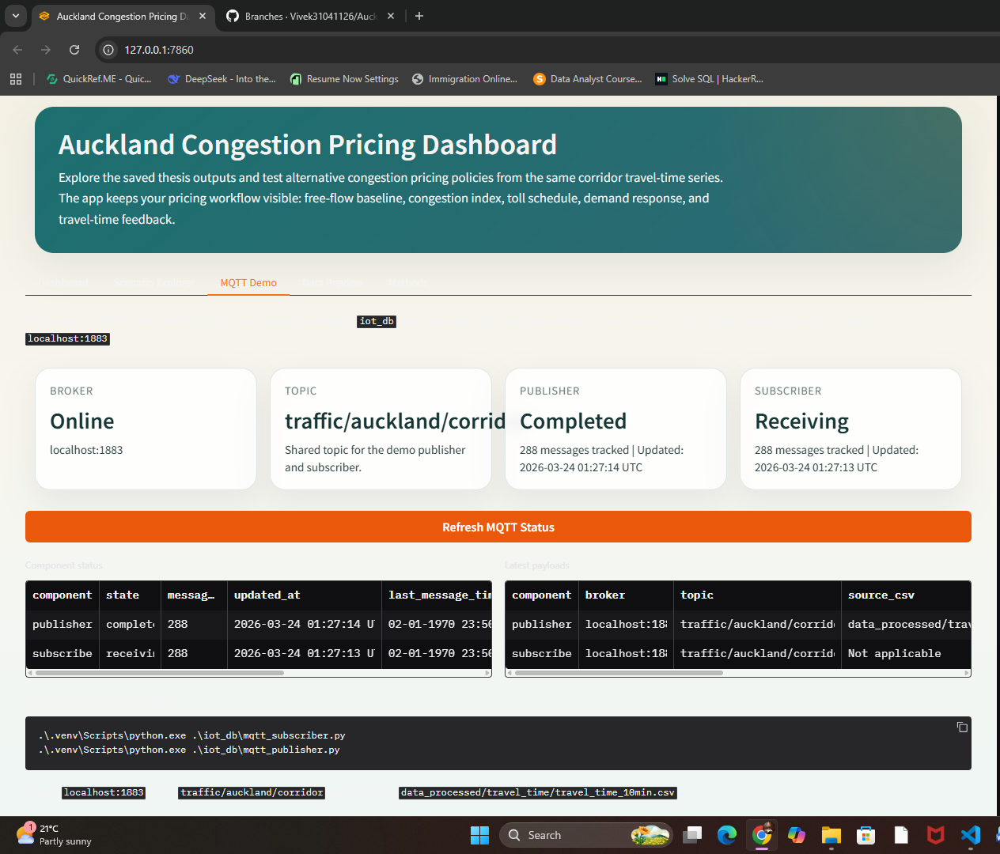 Auckland Congestion Pricing Da
Branches · Vivek31041126/Auck
127.0.0.1:7860
QuickRef.ME - Quic...
DeepSeek - Into the...
Resume Now Settings
Immigration Online...
Data Analyst Course...
Solve SQL | HackerR...
Auckland Congestion Pricing Dashboard
Explore the saved thesis outputs and test alternative congestion pricing policies from the same corridor travel-time series.
The app keeps your pricing workflow visible: free-flow baseline, congestion index, toll schedule, demand response, and
travel-time feedback.
Dashboard
MQTT Demo
iot_db
localhost:1883
BROKER
Online
localhost:1883
TOPIC
traffic/auckland/corrid
Shared topic for the demo publisher
and subscriber.
PUBLISHER
Completed
288 messages tracked | Updated:
2026-03-24 01:27:14 UTC
SUBSCRIBER
Receiving
288 messages tracked | Updated:
2026-03-24 01:27:13 UTC
Refresh MQTT Status
Component status
component state messag... updated_at last_message_tim
publisher complet 288 2026-03-24 01:27:14 U 02-01-1970 23:50
subscribe receivin 288 2026-03-24 01:27:13 U 02-01-1970 23:50
Latest payloads
component broker topic source_csv
publisher localhost:188 traffic/auckland/corrid data_processed/trav
subscribe localhost:188 traffic/auckland/corrid Not applicable
.\.venv\Scripts\python.exe .\iot_db\mqtt_subscriber.py
.\.venv\Scripts\python.exe .\iot_db\mqtt_publisher.py
localhost:1883 traffic/auckland/corridor data_processed/travel_time/travel_time_10min.csv
1
21°C
Partly sunny
Search